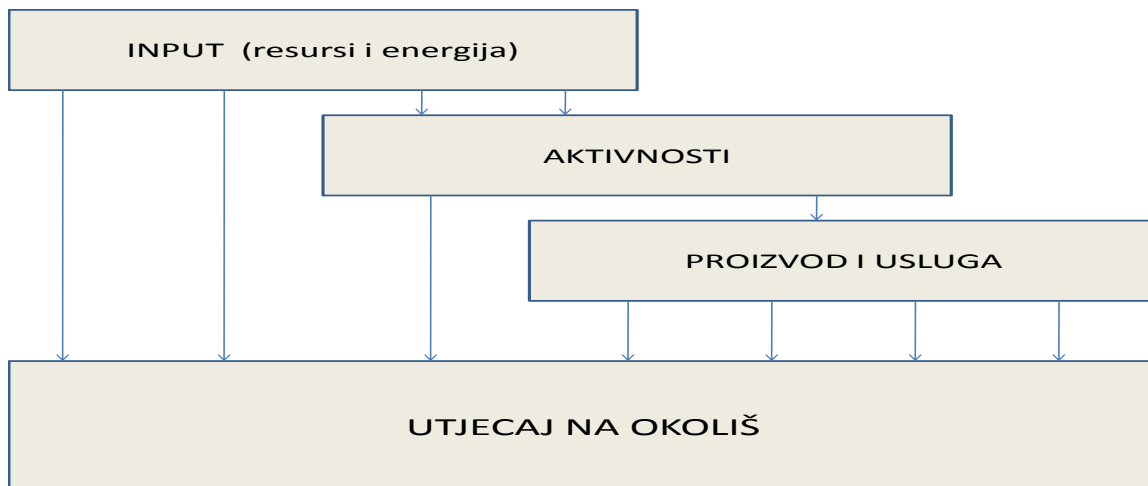 INPUT (resursi i energija)
AKTIVNOSTI
PROIZVOD I USLUGA
UTJECAJ NA OKOLIŠ